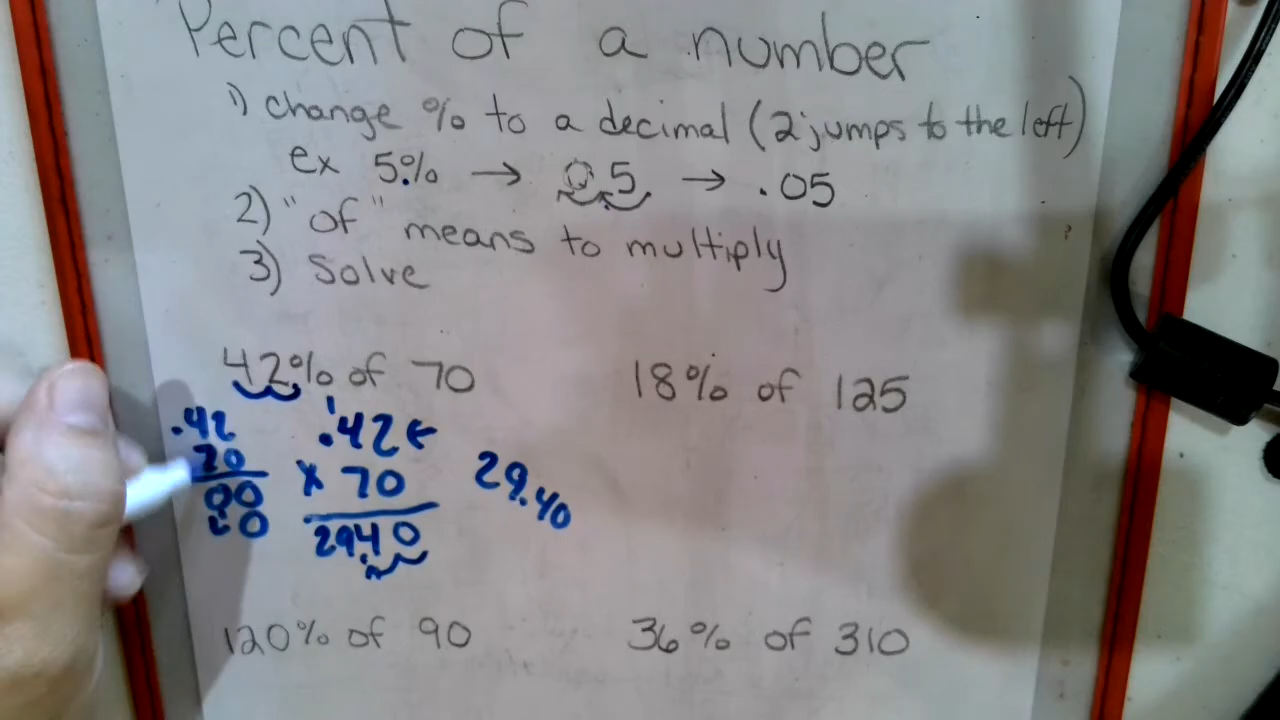 Percent of a number
1) change % to a decimal (2 jumps to the left)
ex 5% → 05 → .05
2) "of" means to multiply
3) Solve
42% of 70
18% of 125
.42
70
00
0
1
.42 ←
x 70
2940
29.40
120% of 90
36% of 310